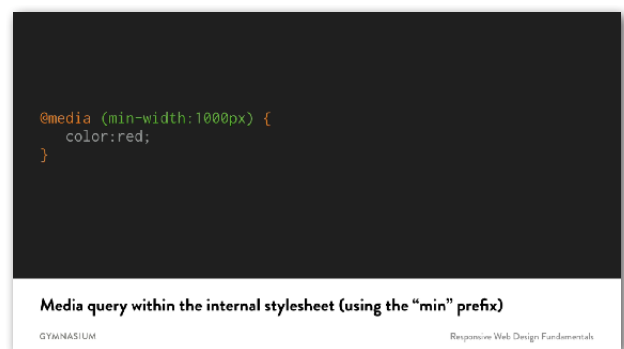 @media (min-width:1000px) {
color:red;
}
Media query within the internal stylesheet (using the “min” prefix)
GYMNASIUM
Responsive Web Design Fundamentals